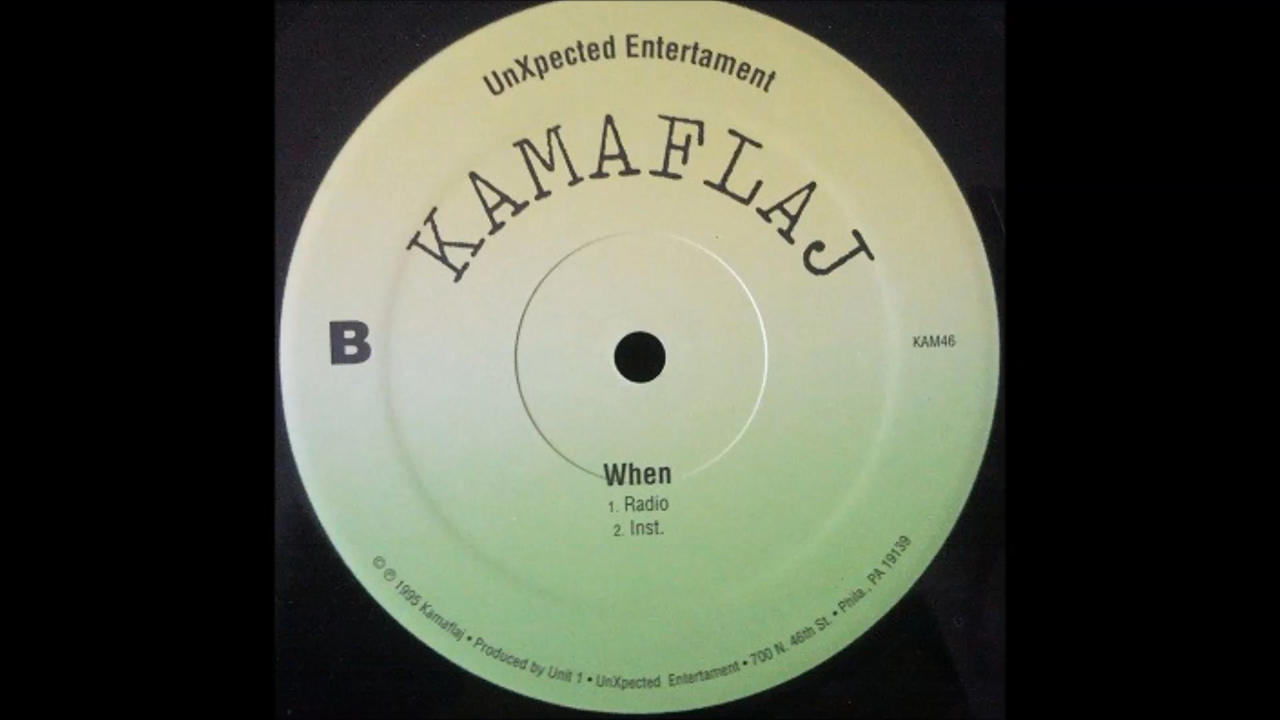 UnXpected Entertament
KAMAFLAJ
B
KAM46
When
1. Radio
2. Inst.
© ℗ 1995 Kamaflaj • Produced by Unit 1 • UnXpected Entertament • 700 N. 46th St. • Phila., PA 19139